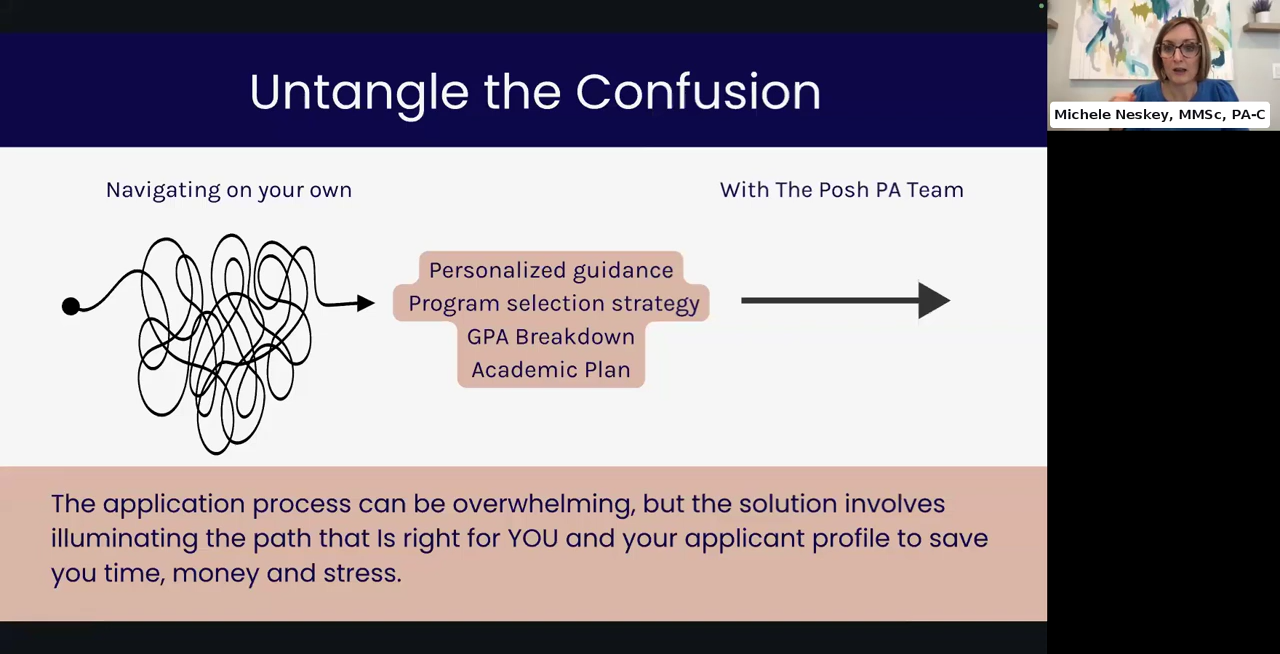 Untangle the Confusion
Michele Neskey, MMSc, PA-C
Navigating on your own
With The Posh PA Team
Personalized guidance
Program selection strategy
GPA Breakdown
Academic Plan
The application process can be overwhelming, but the solution involves
illuminating the path that Is right for YOU and your applicant profile to save
you time, money and stress.